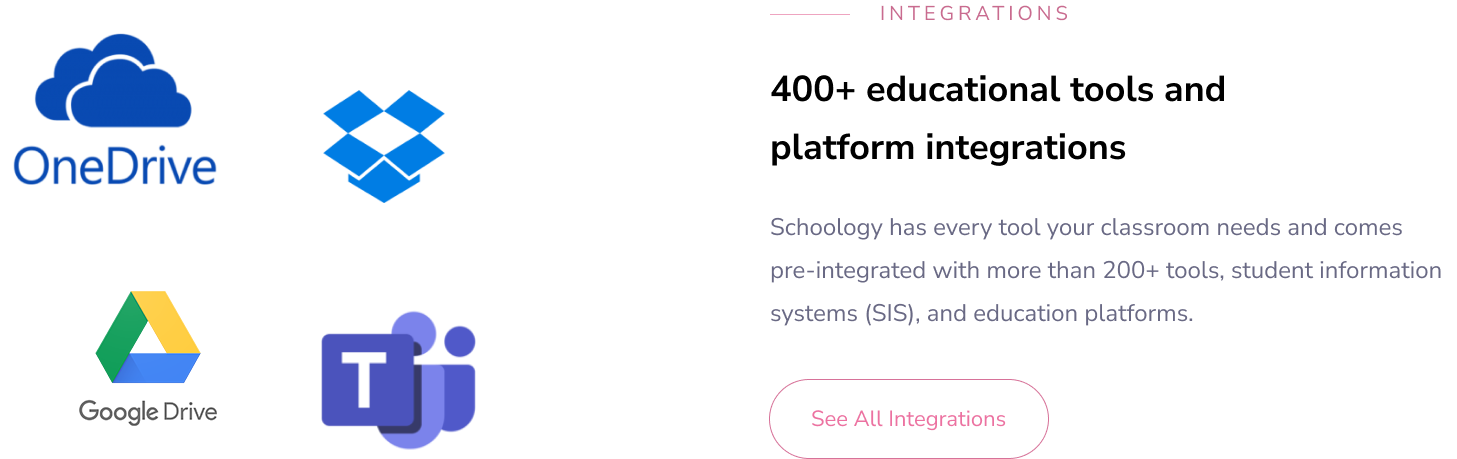 OneDrive
Google Drive
T
INTEGRATIONS
400+ educational tools and
platform integrations
Schoology has every tool your classroom needs and comes
pre-integrated with more than 200+ tools, student information
systems (SIS), and education platforms.
See All Integrations